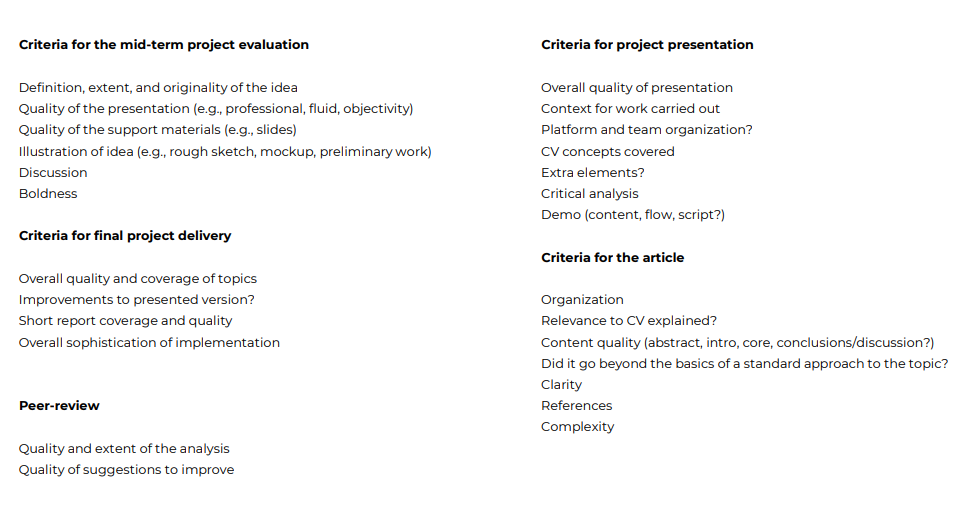 Criteria for the mid-term project evaluation
Definition, extent, and originality of the idea
Quality of the presentation (e.g., professional, fluid, objectivity)
Quality of the support materials (e.g., slides)
Illustration of idea (e.g., rough sketch, mockup, preliminary work)
Discussion
Boldness
Criteria for final project delivery
Overall quality and coverage of topics
Improvements to presented version?
Short report coverage and quality
Overall sophistication of implementation
Peer-review
Quality and extent of the analysis
Quality of suggestions to improve
Criteria for project presentation
Overall quality of presentation
Context for work carried out
Platform and team organization?
CV concepts covered
Extra elements?
Critical analysis
Demo (content, flow, script?)
Criteria for the article
Organization
Relevance to CV explained?
Content quality (abstract, intro, core, conclusions/discussion?)
Did it go beyond the basics of a standard approach to the topic?
Clarity
References
Complexity